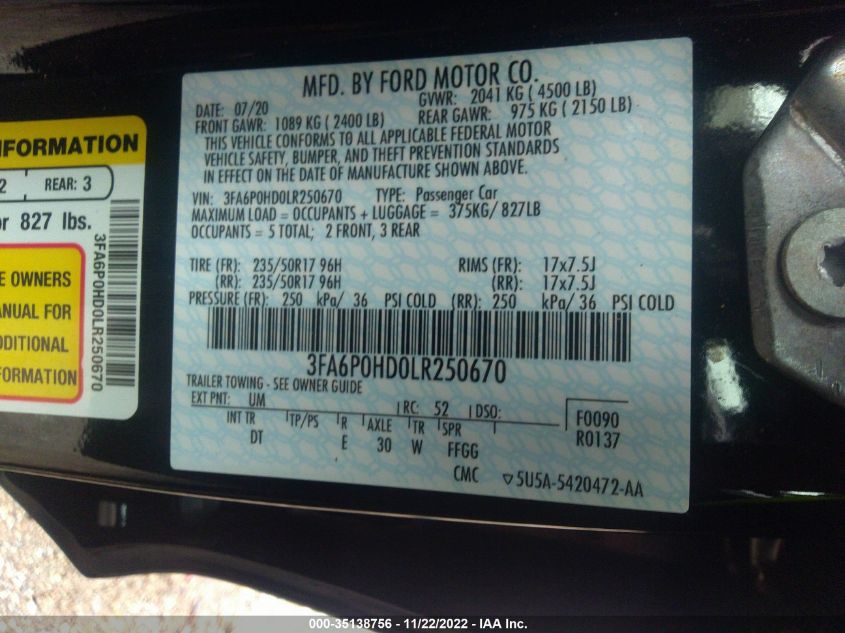 MFD. BY FORD MOTOR CO.
DATE: 07/20 GVWR: 2041 KG ( 4500 LB)
FRONT GAWR: 1089 KG ( 2400 LB) REAR GAWR: 975 KG ( 2150 LB)
THIS VEHICLE CONFORMS TO ALL APPLICABLE FEDERAL MOTOR
VEHICLE SAFETY, BUMPER, AND THEFT PREVENTION STANDARDS
IN EFFECT ON THE DATE OF MANUFACTURE SHOWN ABOVE.
VIN: 3FA6P0HD0LR250670 TYPE: Passenger Car
MAXIMUM LOAD = OCCUPANTS + LUGGAGE = 375KG/ 827LB
OCCUPANTS = 5 TOTAL; 2 FRONT, 3 REAR
TIRE (FR): 235/50R17 96H RIMS (FR): 17x7.5J
(RR): 235/50R17 96H (RR): 17x7.5J
PRESSURE (FR): 250 kPa/ 36 PSI COLD (RR): 250 kPa/ 36 PSI COLD
3FA6P0HD0LR250670
TRAILER TOWING - SEE OWNER GUIDE
EXT PNT: UM RC: 52 DSO:
INT TR TP/PS R AXLE TR SPR
DT E 30 W FFGG
F0090
R0137
CMC 5U5A-5420472-AA
INFORMATION
2 REAR: 3
or 827 lbs.
E OWNERS
ANUAL FOR
DDITIONAL
FORMATION
3FA6P0HD0LR250670
000-35138756 - 11/22/2022 - IAA Inc.